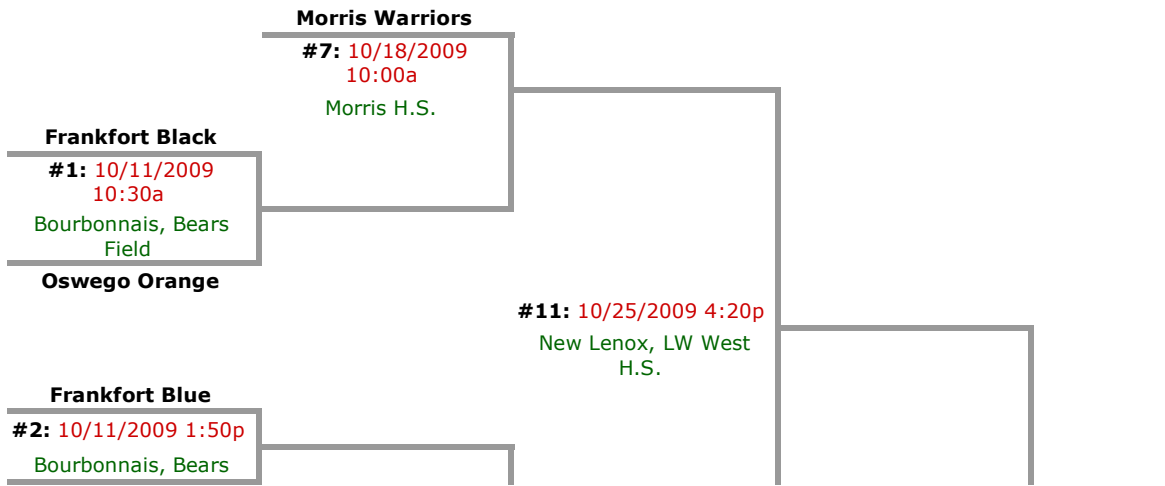 Morris Warriors
#7: 10/18/2009
10:00a
Morris H.S.
Frankfort Black
#1: 10/11/2009
10:30a
Bourbonnais, Bears
Field
Oswego Orange
#11: 10/25/2009 4:20p
New Lenox, LW West
H.S.
Frankfort Blue
#2: 10/11/2009 1:50p
Bourbonnais, Bears